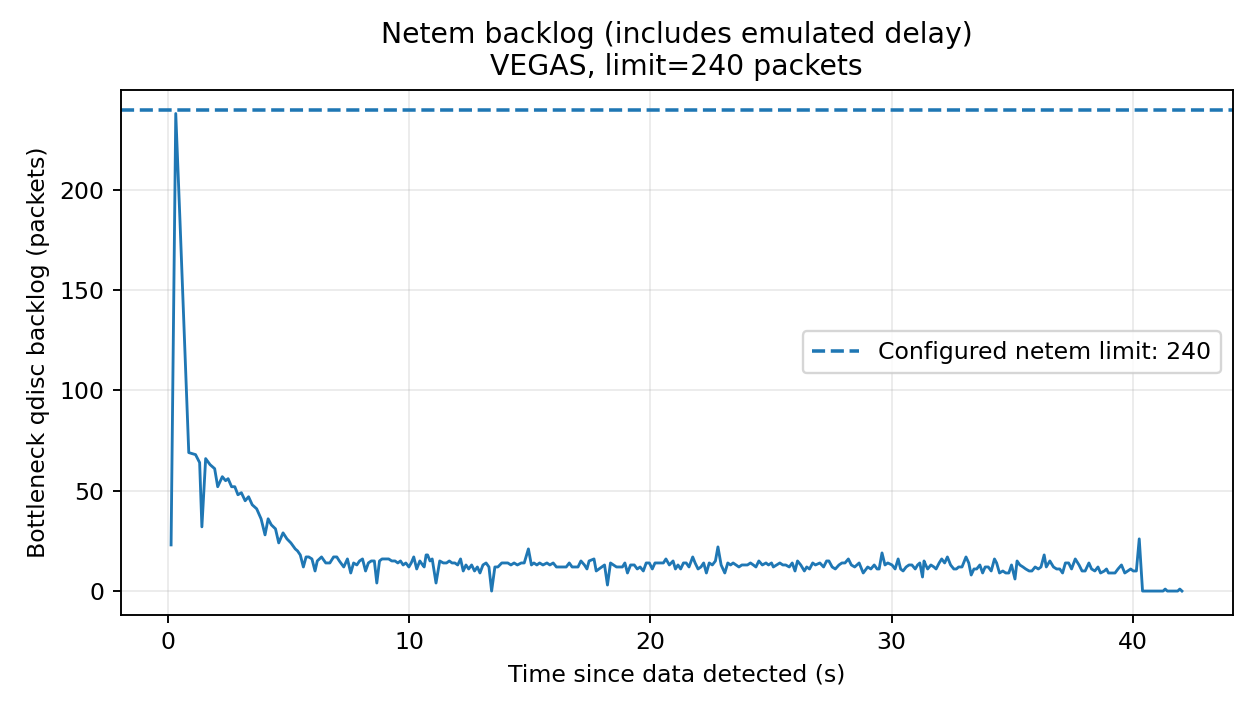 Netem backlog (includes emulated delay)
VEGAS, limit=240 packets
Bottleneck qdisc backlog (packets)
200
150
100
50
0
Configured netem limit: 240
0 10 20 30 40
Time since data detected (s)